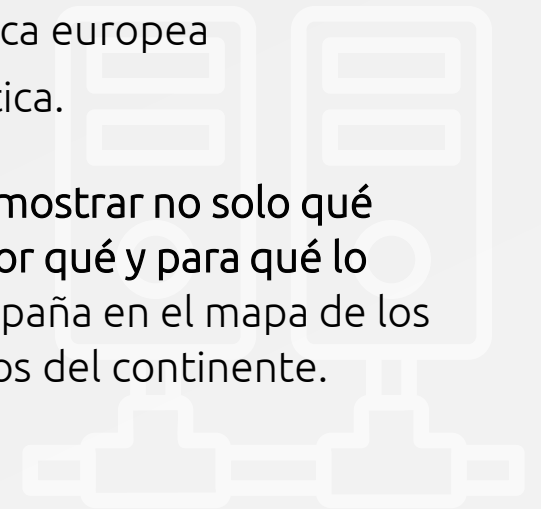 ca europea
tica.
mostrar no solo qué
or qué y para qué lo
paña en el mapa de los
os del continente.